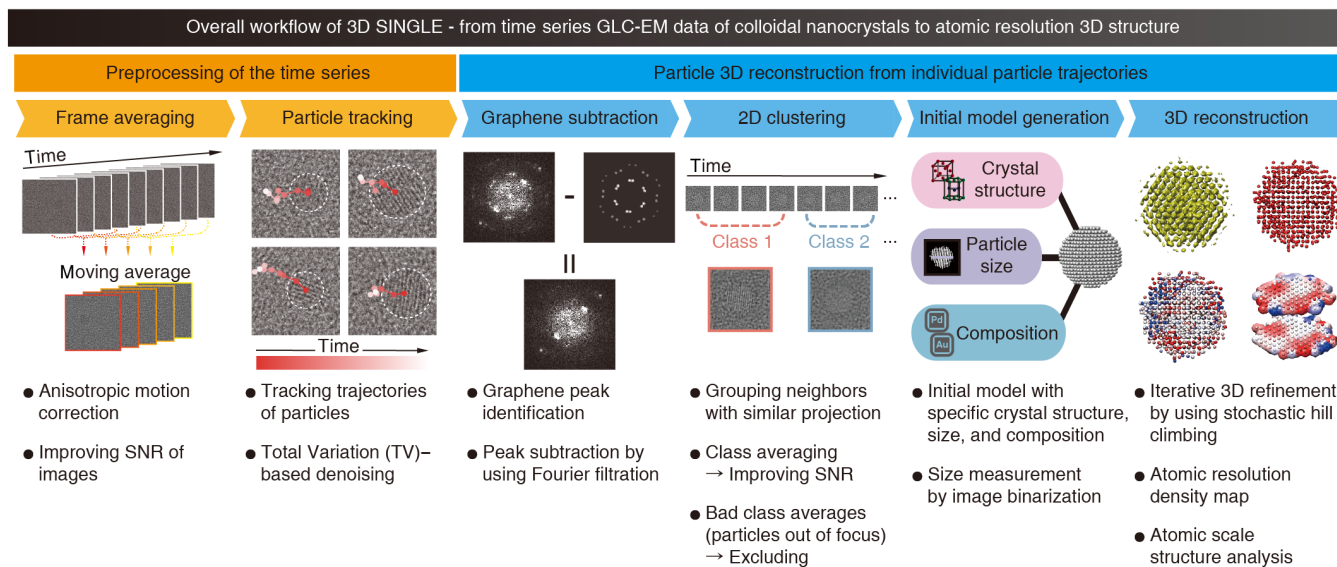 Overall workflow of 3D SINGLE - from time series GLC-EM data of colloidal nanocrystals to atomic resolution 3D structure
Preprocessing of the time series
Particle 3D reconstruction from individual particle trajectories
Frame averaging
Particle tracking
Graphene subtraction
2D clustering
Initial model generation
3D reconstruction
Time
Moving average
● Anisotropic motion
correction
● Improving SNR of
images
Time
● Tracking trajectories
of particles
● Total Variation (TV)–
based denoising
-
=
● Graphene peak
identification
● Peak subtraction by
using Fourier filtration
Time
...
Class 1
Class 2
...
● Grouping neighbors
with similar projection
● Class averaging
→ Improving SNR
● Bad class averages
(particles out of focus)
→ Excluding
Crystal
structure
Particle
size
Pd
Au
Composition
● Initial model with
specific crystal structure,
size, and composition
● Size measurement
by image binarization
● Iterative 3D refinement
by using stochastic hill
climbing
● Atomic resolution
density map
● Atomic scale
structure analysis